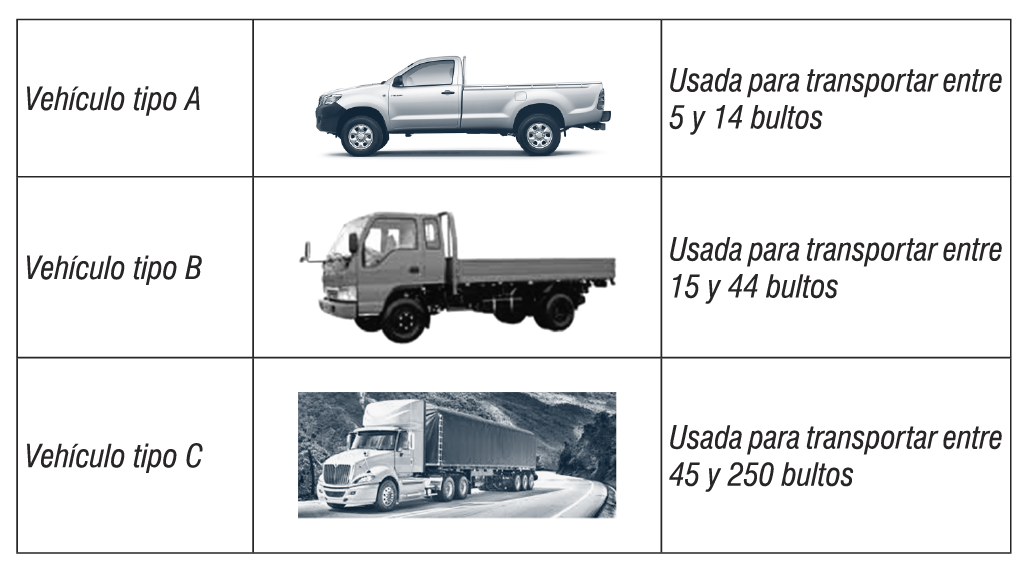 Vehículo tipo A
Usada para transportar entre
5 y 14 bultos
Vehículo tipo B
Usada para transportar entre
15 y 44 bultos
Vehículo tipo C
Usada para transportar entre
45 y 250 bultos